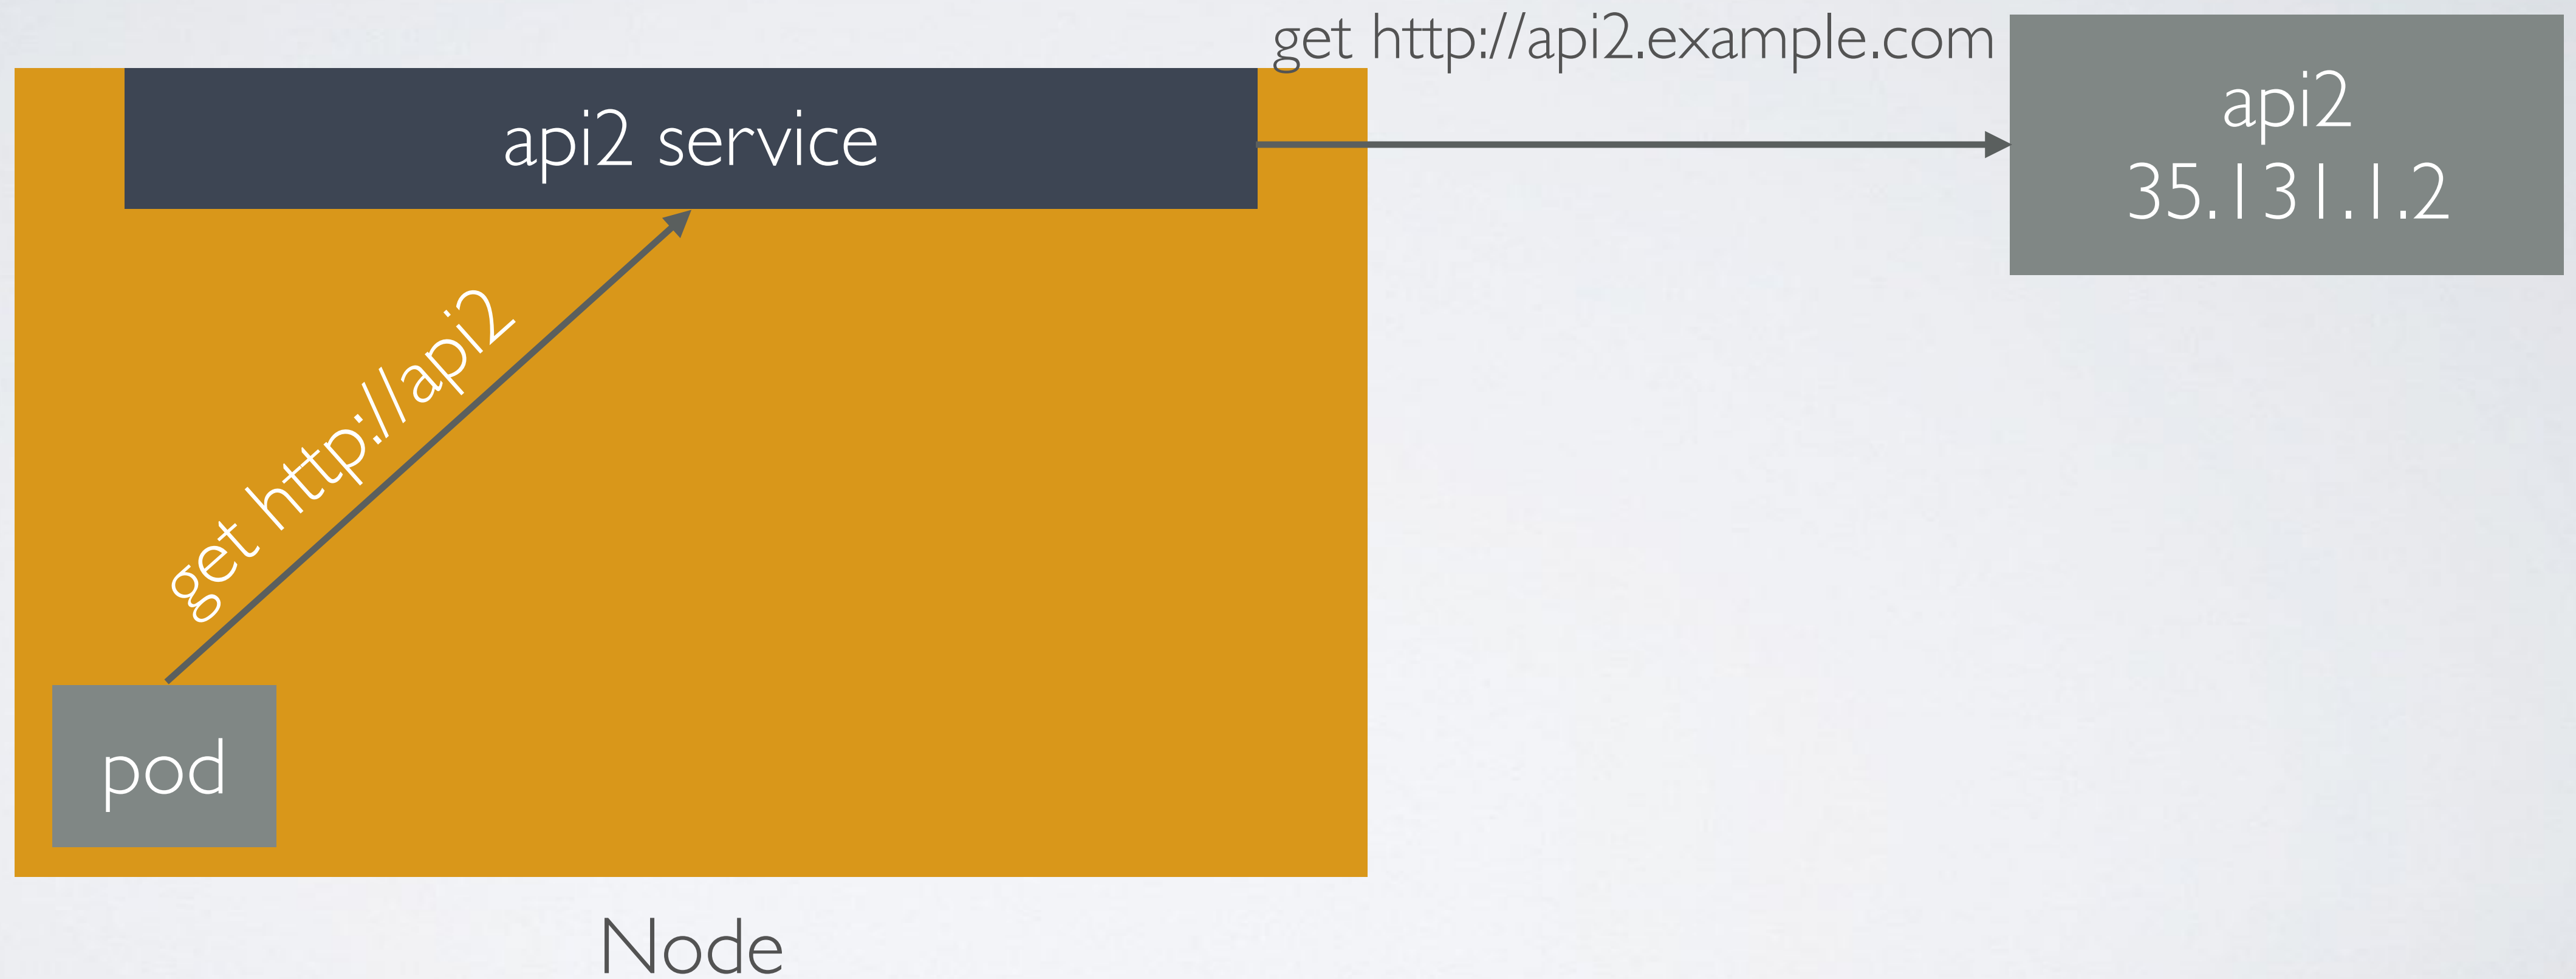 get http://api2.example.com
api2 service
api2
35.131.1.2
get http://api2
pod
Node